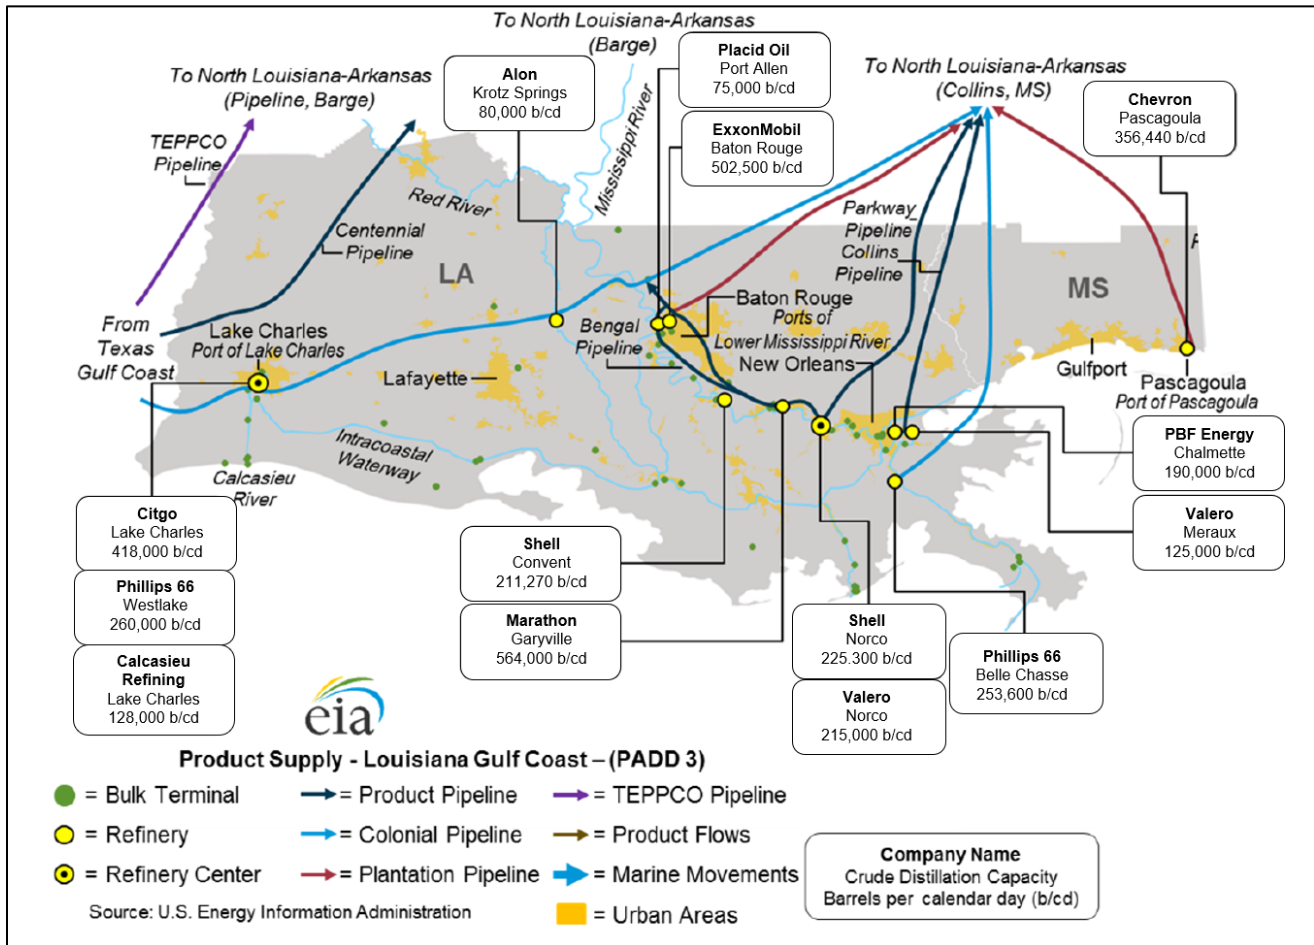 To North Louisiana-Arkansas
(Barge)
To North Louisiana-Arkansas
(Pipeline, Barge)
Alon
Krotz Springs
80,000 b/cd
Placid Oil
Port Allen
75,000 b/cd
ExxonMobil
Baton Rouge
502,500 b/cd
To North Louisiana-Arkansas
(Collins, MS)
Chevron
Pascagoula
356,440 b/cd
TEPPCO
Pipeline
Mississippi River
Red River
Centennial
Pipeline
Parkway
Pipeline
Collins
Pipeline
LA
MS
From
Texas
Gulf Coast
Lake Charles
Port of Lake Charles
Bengal
Pipeline
Baton Rouge
Ports of
Lower Mississippi River
New Orleans
Lafayette
Gulfport
Pascagoula
Port of Pascagoula
Intracoastal
Waterway
Calcasieu
River
PBF Energy
Chalmette
190,000 b/cd
Valero
Meraux
125,000 b/cd
Citgo
Lake Charles
418,000 b/cd
Phillips 66
Westlake
260,000 b/cd
Calcasieu
Refining
Lake Charles
128,000 b/cd
Shell
Convent
211,270 b/cd
Marathon
Garyville
564,000 b/cd
Shell
Norco
225.300 b/cd
Valero
Norco
215,000 b/cd
Phillips 66
Belle Chasse
253,600 b/cd
eia
Product Supply - Louisiana Gulf Coast – (PADD 3)
= Bulk Terminal
= Product Pipeline
= TEPPCO Pipeline
= Refinery
= Colonial Pipeline
= Product Flows
= Refinery Center
= Plantation Pipeline
= Marine Movements
Source: U.S. Energy Information Administration
= Urban Areas
Company Name
Crude Distillation Capacity
Barrels per calendar day (b/cd)